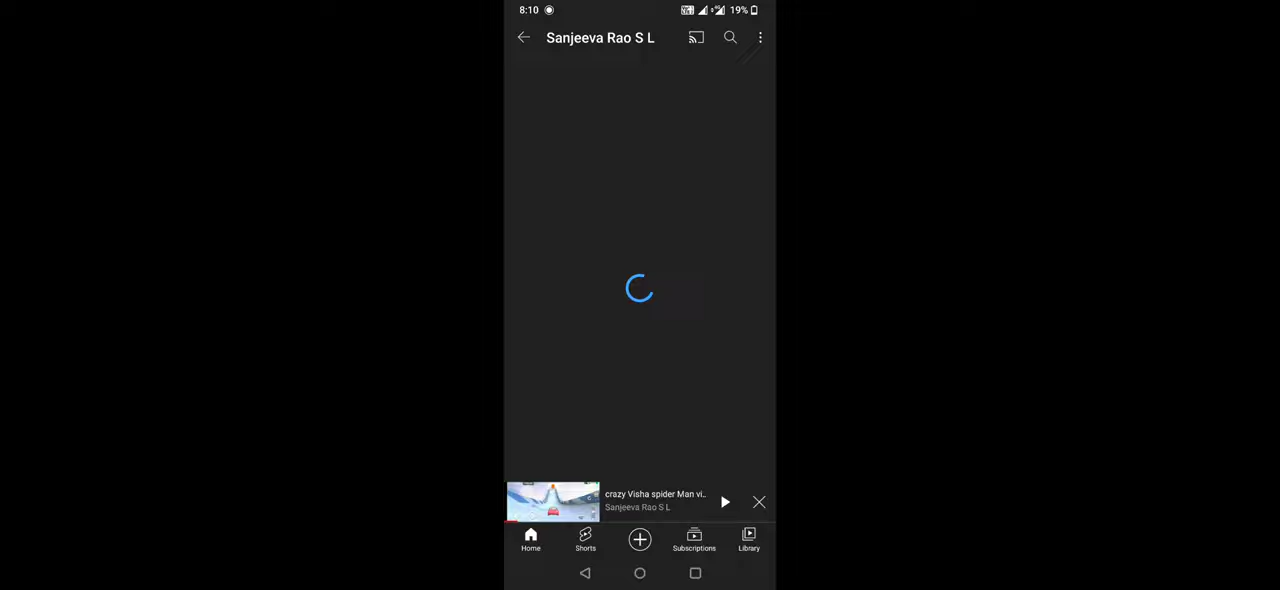 8:10
19%
Sanjeeva Rao S L
crazy Visha spider Man vi..
Sanjeeva Rao S L
Home
Shorts
Subscriptions
Library